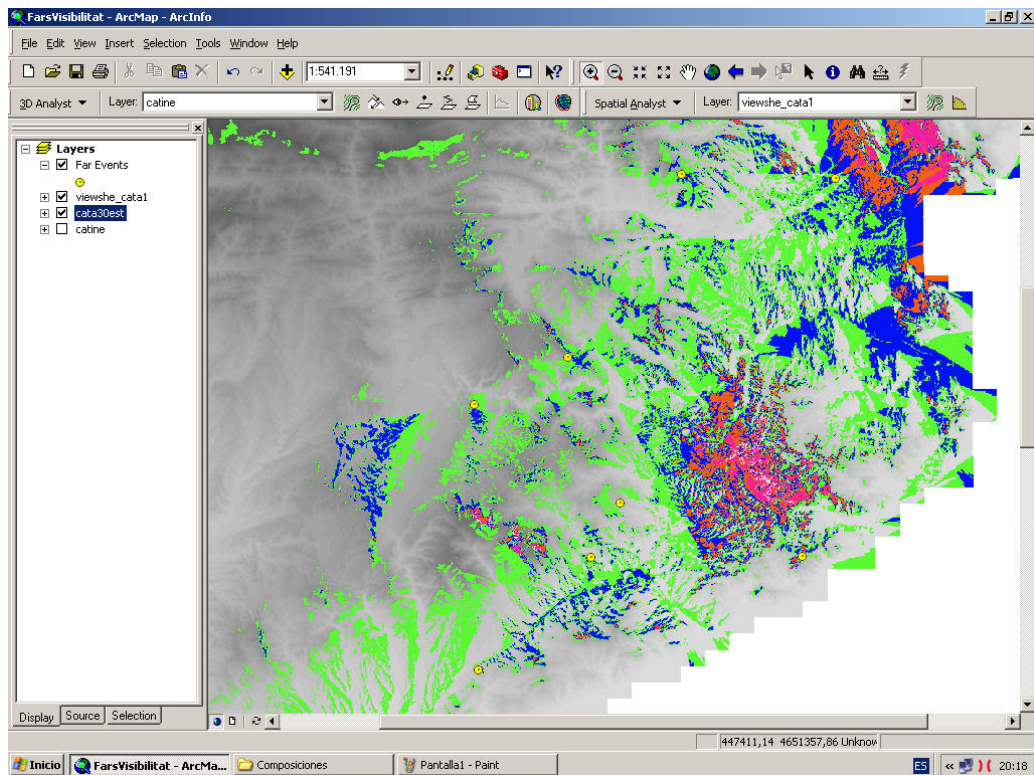 FarsVisibilitat - ArcMap - ArcInfo
File Edit View Insert Selection Tools Window Help
1:541.191
3D Analyst Layer: catine Spatial Analyst Layer: viewshe_cata1
Layers
Far Events
viewshe_cata1
cata30est
catine
Display Source Selection
447411,14 4651357,86 Unknow
Inicio FarsVisibilitat - ArcMa... Composiciones Pantalla1 - Paint ES « 20:18